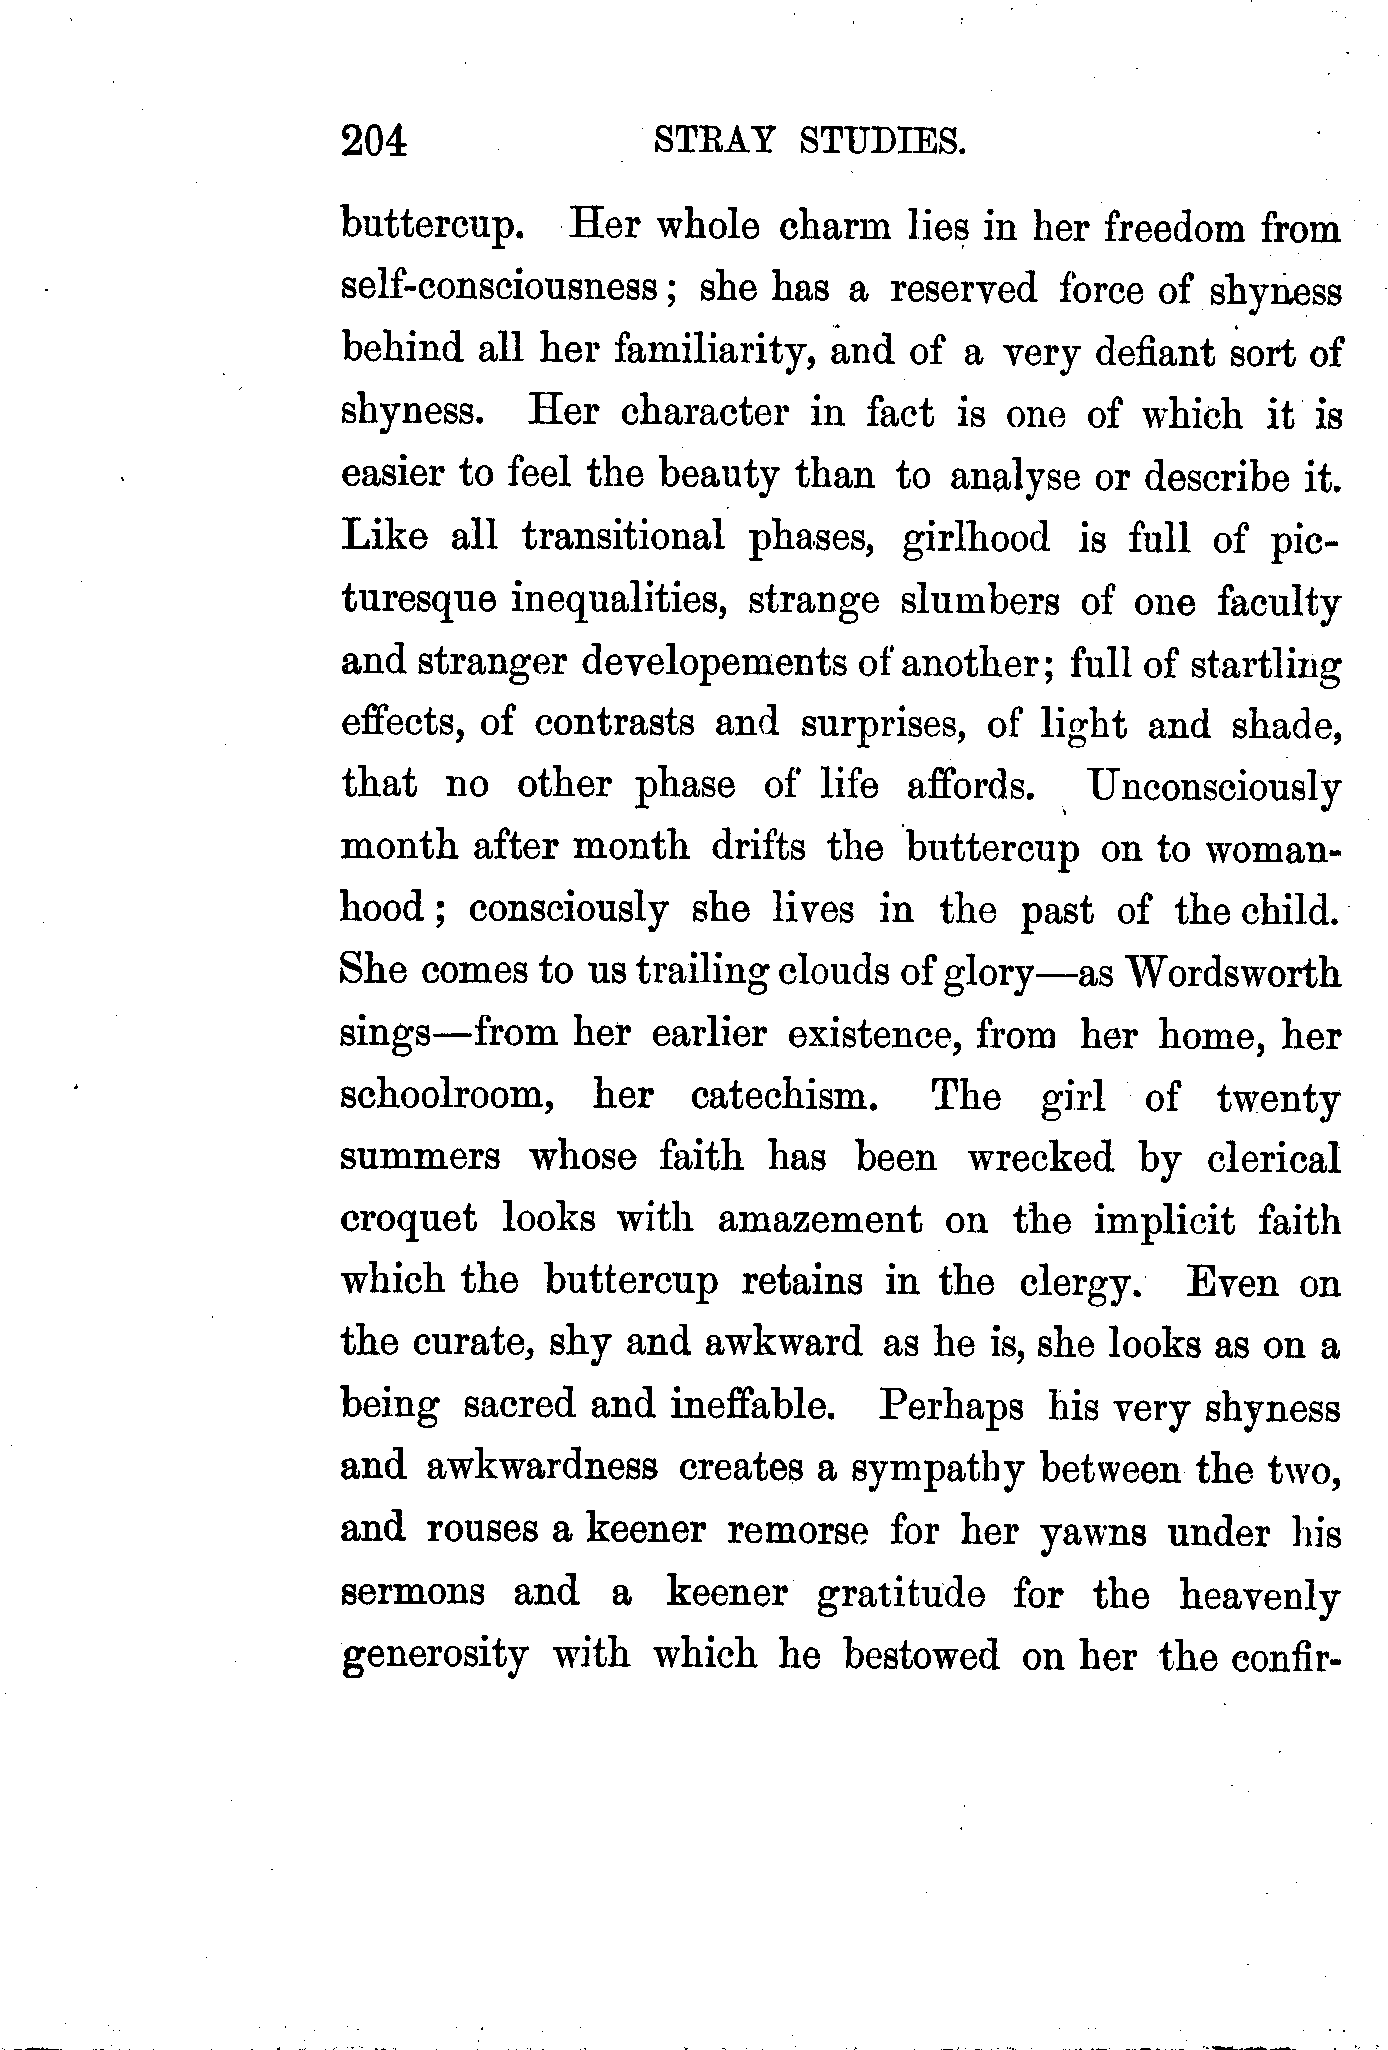 204 STRAY STUDIES.
buttercup. Her whole charm lies in her freedom from
self-consciousness; she has a reserved force of shyness
behind all her familiarity, and of a very defiant sort of
shyness. Her character in fact is one of which it is
easier to feel the beauty than to analyse or describe it.
Like all transitional phases, girlhood is full of pic-
turesque inequalities, strange slumbers of one faculty
and stranger developements of another; full of startling
effects, of contrasts and surprises, of light and shade,
that no other phase of life affords. Unconsciously
month after month drifts the buttercup on to woman-
hood; consciously she lives in the past of the child.
She comes to us trailing clouds of glory—as Wordsworth
sings—from her earlier existence, from her home, her
schoolroom, her catechism. The girl of twenty
summers whose faith has been wrecked by clerical
croquet looks with amazement on the implicit faith
which the buttercup retains in the clergy. Even on
the curate, shy and awkward as he is, she looks as on a
being sacred and ineffable. Perhaps his very shyness
and awkwardness creates a sympathy between the two,
and rouses a keener remorse for her yawns under his
sermons and a keener gratitude for the heavenly
generosity with which he bestowed on her the confir-